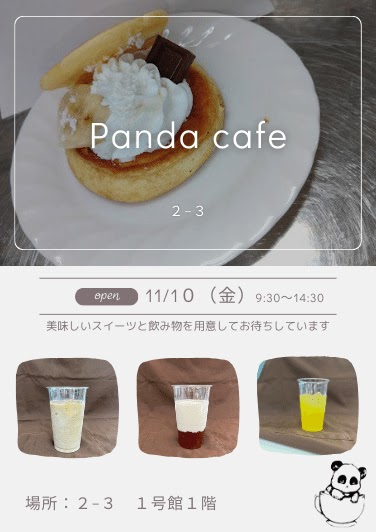 Panda cafe
2-3
open 11/10（金）9:30〜14:30
美味しいスイーツと飲み物を用意してお待ちしています
場所：２−３　１号館１階